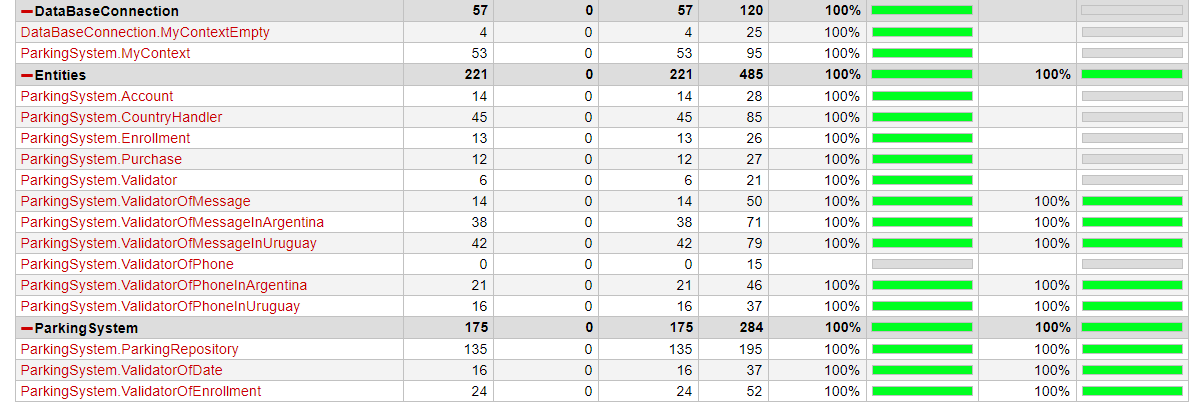 DataBaseConnection 57 0 57 120 100%
DataBaseConnection.MyContextEmpty 4 0 4 25 100%
ParkingSystem.MyContext 53 0 53 95 100%
Entities 221 0 221 485 100% 100%
ParkingSystem.Account 14 0 14 28 100%
ParkingSystem.CountryHandler 45 0 45 85 100%
ParkingSystem.Enrollment 13 0 13 26 100%
ParkingSystem.Purchase 12 0 12 27 100%
ParkingSystem.Validator 6 0 6 21 100%
ParkingSystem.ValidatorOfMessage 14 0 14 50 100% 100%
ParkingSystem.ValidatorOfMessageInArgentina 38 0 38 71 100% 100%
ParkingSystem.ValidatorOfMessageInUruguay 42 0 42 79 100% 100%
ParkingSystem.ValidatorOfPhone 0 0 0 15
ParkingSystem.ValidatorOfPhoneInArgentina 21 0 21 46 100% 100%
ParkingSystem.ValidatorOfPhoneInUruguay 16 0 16 37 100% 100%
ParkingSystem 175 0 175 284 100% 100%
ParkingSystem.ParkingRepository 135 0 135 195 100% 100%
ParkingSystem.ValidatorOfDate 16 0 16 37 100% 100%
ParkingSystem.ValidatorOfEnrollment 24 0 24 52 100% 100%